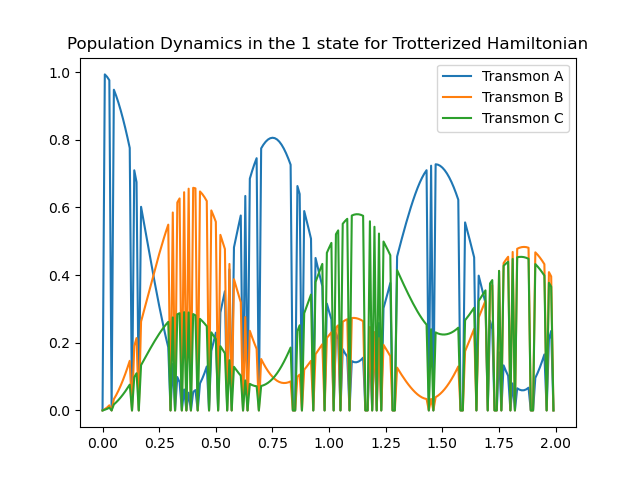 Population Dynamics in the 1 state for Trotterized Hamiltonian
Transmon A
Transmon B
Transmon C
1.0
0.8
0.6
0.4
0.2
0.0
0.00 0.25 0.50 0.75 1.00 1.25 1.50 1.75 2.00